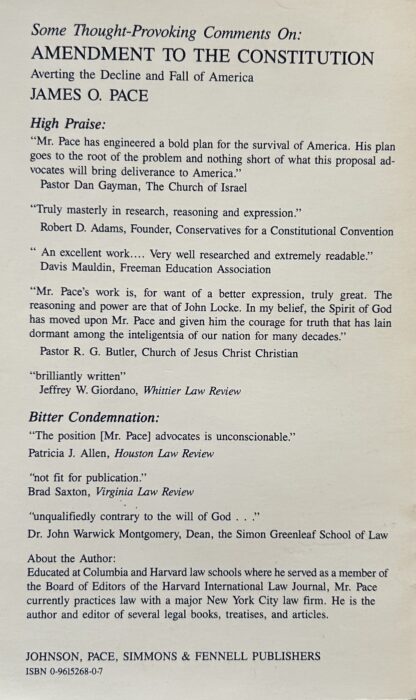 Some Thought-Provoking Comments On:
AMENDMENT TO THE CONSTITUTION
Averting the Decline and Fall of America
JAMES O. PACE
High Praise:
"Mr. Pace has engineered a bold plan for the survival of America. His plan
goes to the root of the problem and nothing short of what this proposal ad-
vocates will bring deliverance to America."
Pastor Dan Gayman, The Church of Israel
"Truly masterly in research, reasoning and expression."
Robert D. Adams, Founder, Conservatives for a Constitutional Convention
" An excellent work.... Very well researched and extremely readable."
Davis Mauldin, Freeman Education Association
"Mr. Pace's work is, for want of a better expression, truly great. The
reasoning and power are that of John Locke. In my belief, the Spirit of God
has moved upon Mr. Pace and given him the courage for truth that has lain
dormant among the inteligentsia of our nation for many decades."
Pastor R. G. Butler, Church of Jesus Christ Christian
"brilliantly written"
Jeffrey W. Giordano, Whittier Law Review
Bitter Condemnation:
"The position [Mr. Pace] advocates is unconscionable."
Patricia J. Allen, Houston Law Review
"not fit for publication."
Brad Saxton, Virginia Law Review
"unqualifiedly contrary to the will of God . . ."
Dr. John Warwick Montgomery, Dean, the Simon Greenleaf School of Law
About the Author:
Educated at Columbia and Harvard law schools where he served as a member of
the Board of Editors of the Harvard International Law Journal, Mr. Pace
currently practices law with a major New York City law firm. He is the
author and editor of several legal books, treatises, and articles.
JOHNSON, PACE, SIMMONS & FENNELL PUBLISHERS
ISBN 0-9615268-0-7